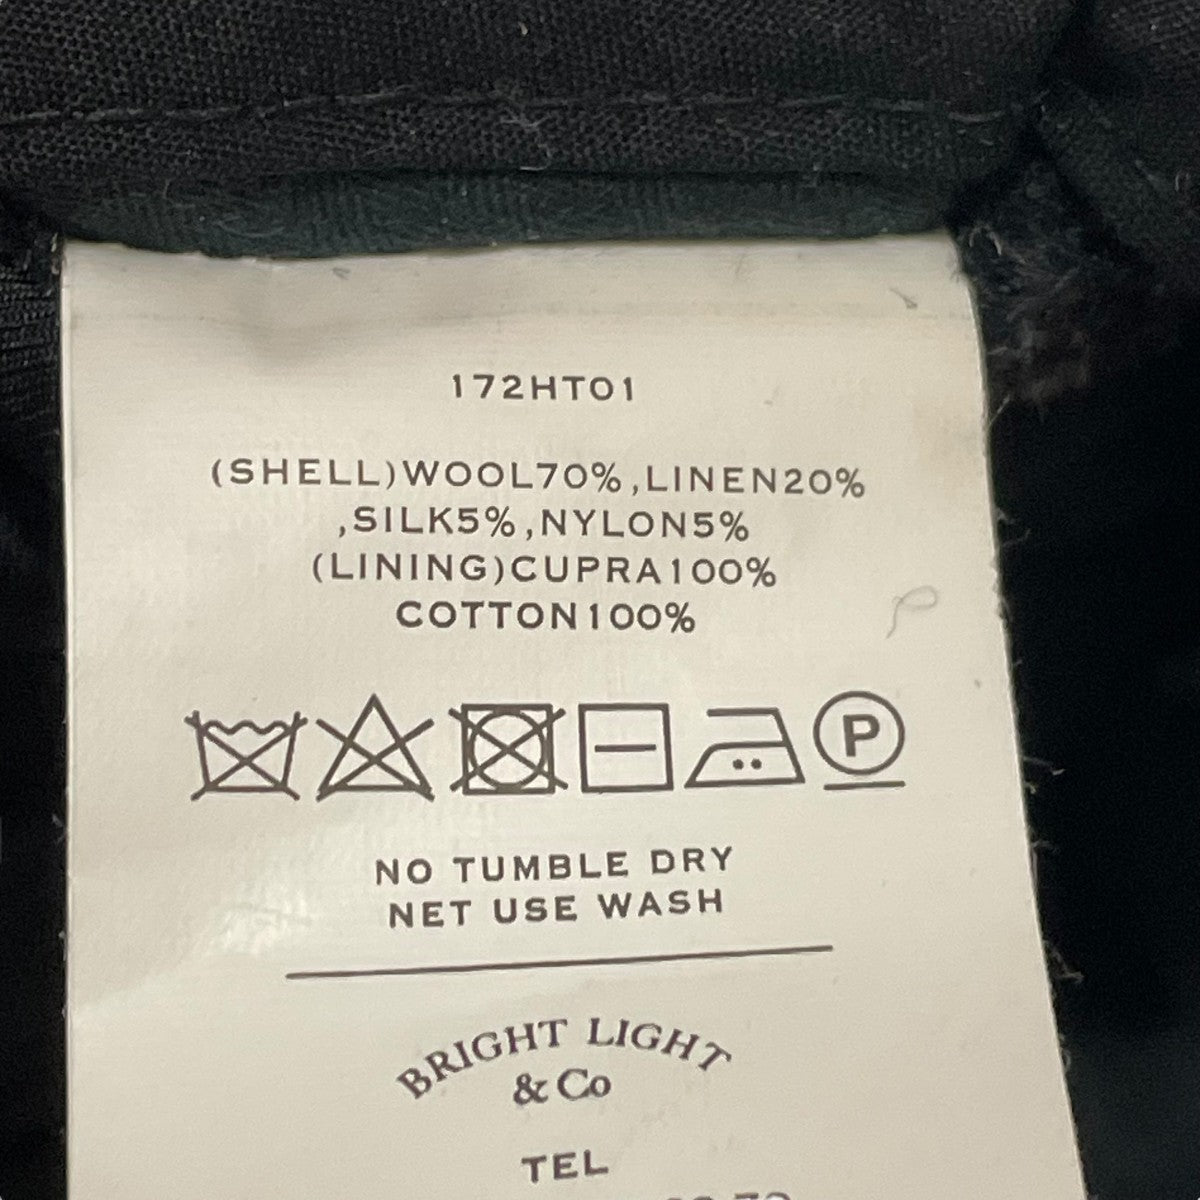 172HT01
(SHELL)WOOL70%,LINEN20%
,SILK5%,NYLON5%
(LINING)CUPRA100%
COTTON100%
P
NO TUMBLE DRY
NET USE WASH
BRIGHT LIGHT
& Co
TEL